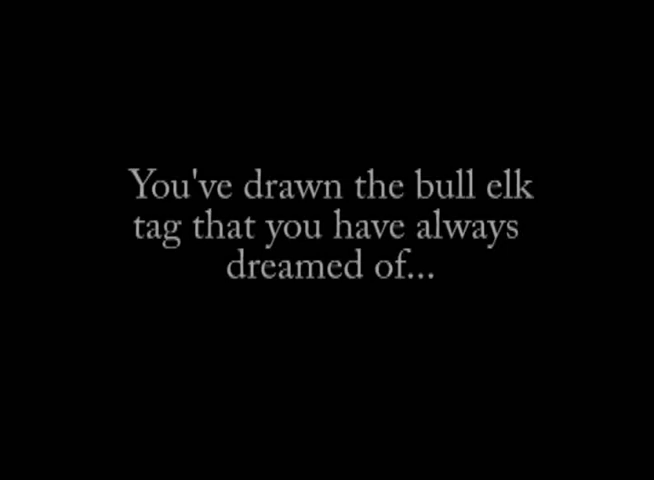 You've drawn the bull elk
tag that you have always
dreamed of...